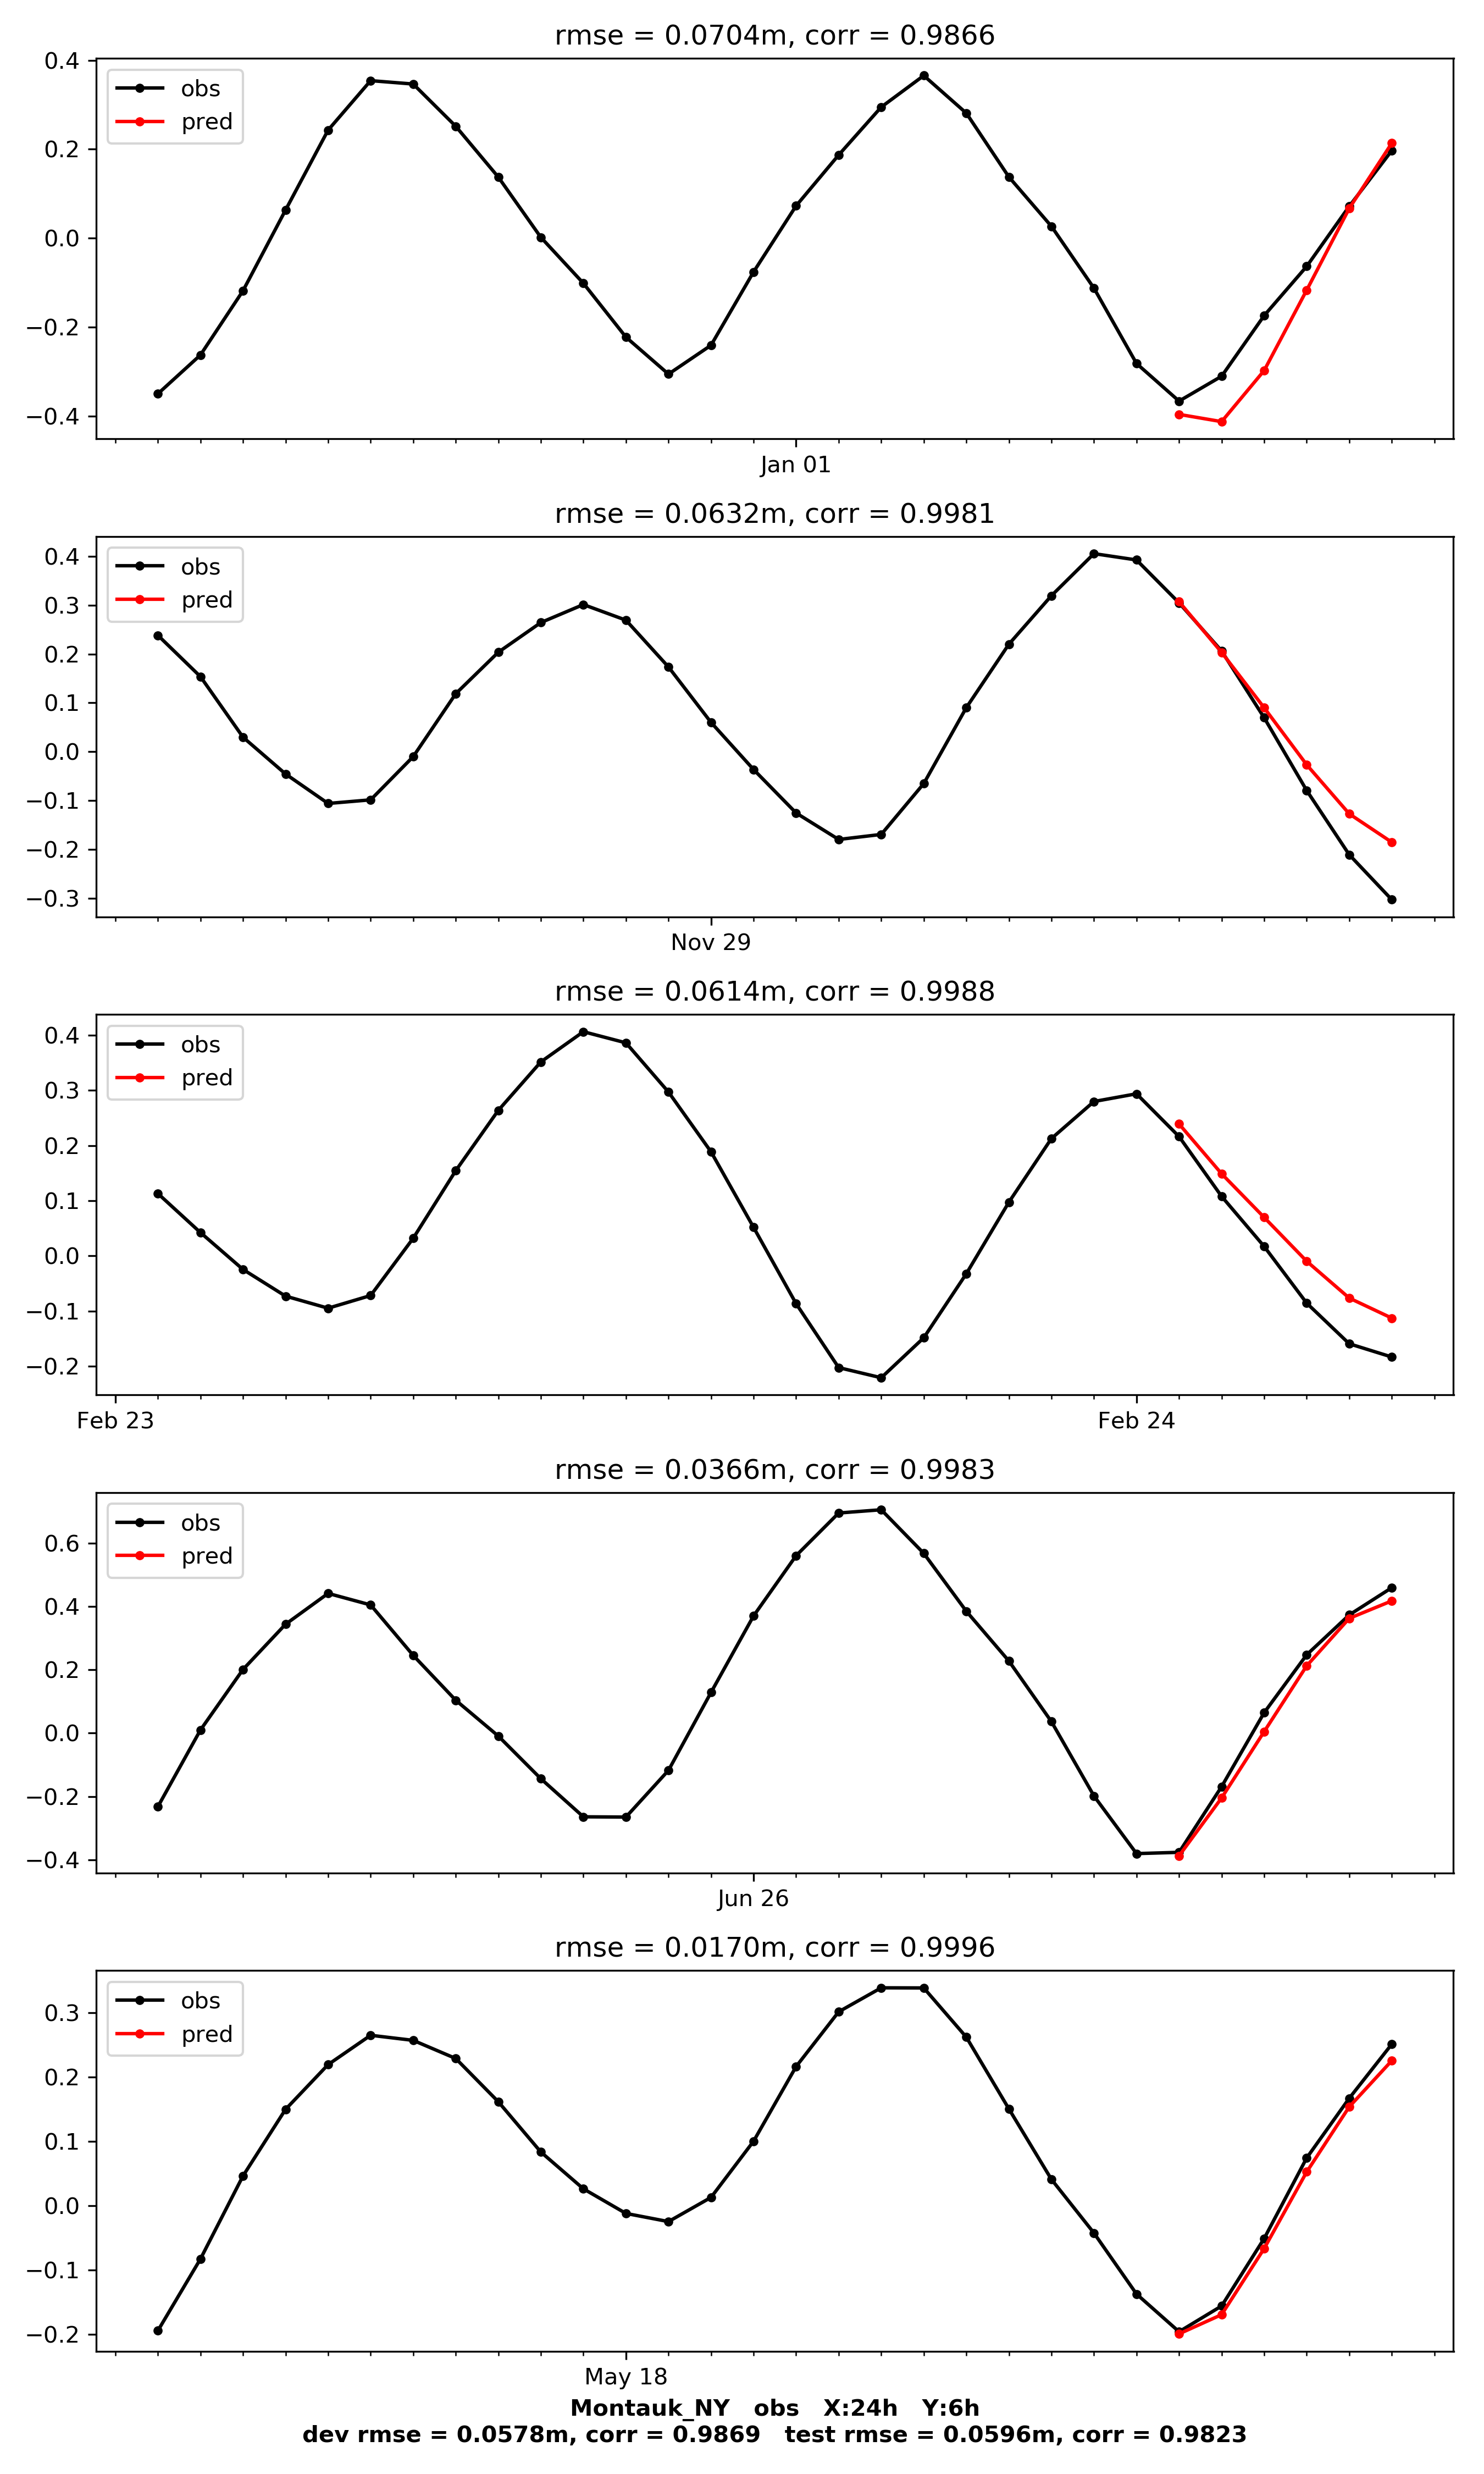 rmse = 0.0704m, corr = 0.9866
0.4
obs
pred
0.2
0.0
−0.2
−0.4
Jan 01
rmse = 0.0632m, corr = 0.9981
0.4
obs
0.3
pred
0.2
0.1
0.0
−0.1
−0.2
−0.3
Nov 29
rmse = 0.0614m, corr = 0.9988
0.4
obs
0.3
pred
0.2
0.1
0.0
−0.1
−0.2
Feb 23 Feb 24
rmse = 0.0366m, corr = 0.9983
obs
0.6
pred
0.4
0.2
0.0
−0.2
−0.4
Jun 26
rmse = 0.0170m, corr = 0.9996
obs
0.3
pred
0.2
0.1
0.0
−0.1
−0.2
May 18
Montauk_NY obs X:24h Y:6h
dev rmse = 0.0578m, corr = 0.9869 test rmse = 0.0596m, corr = 0.9823